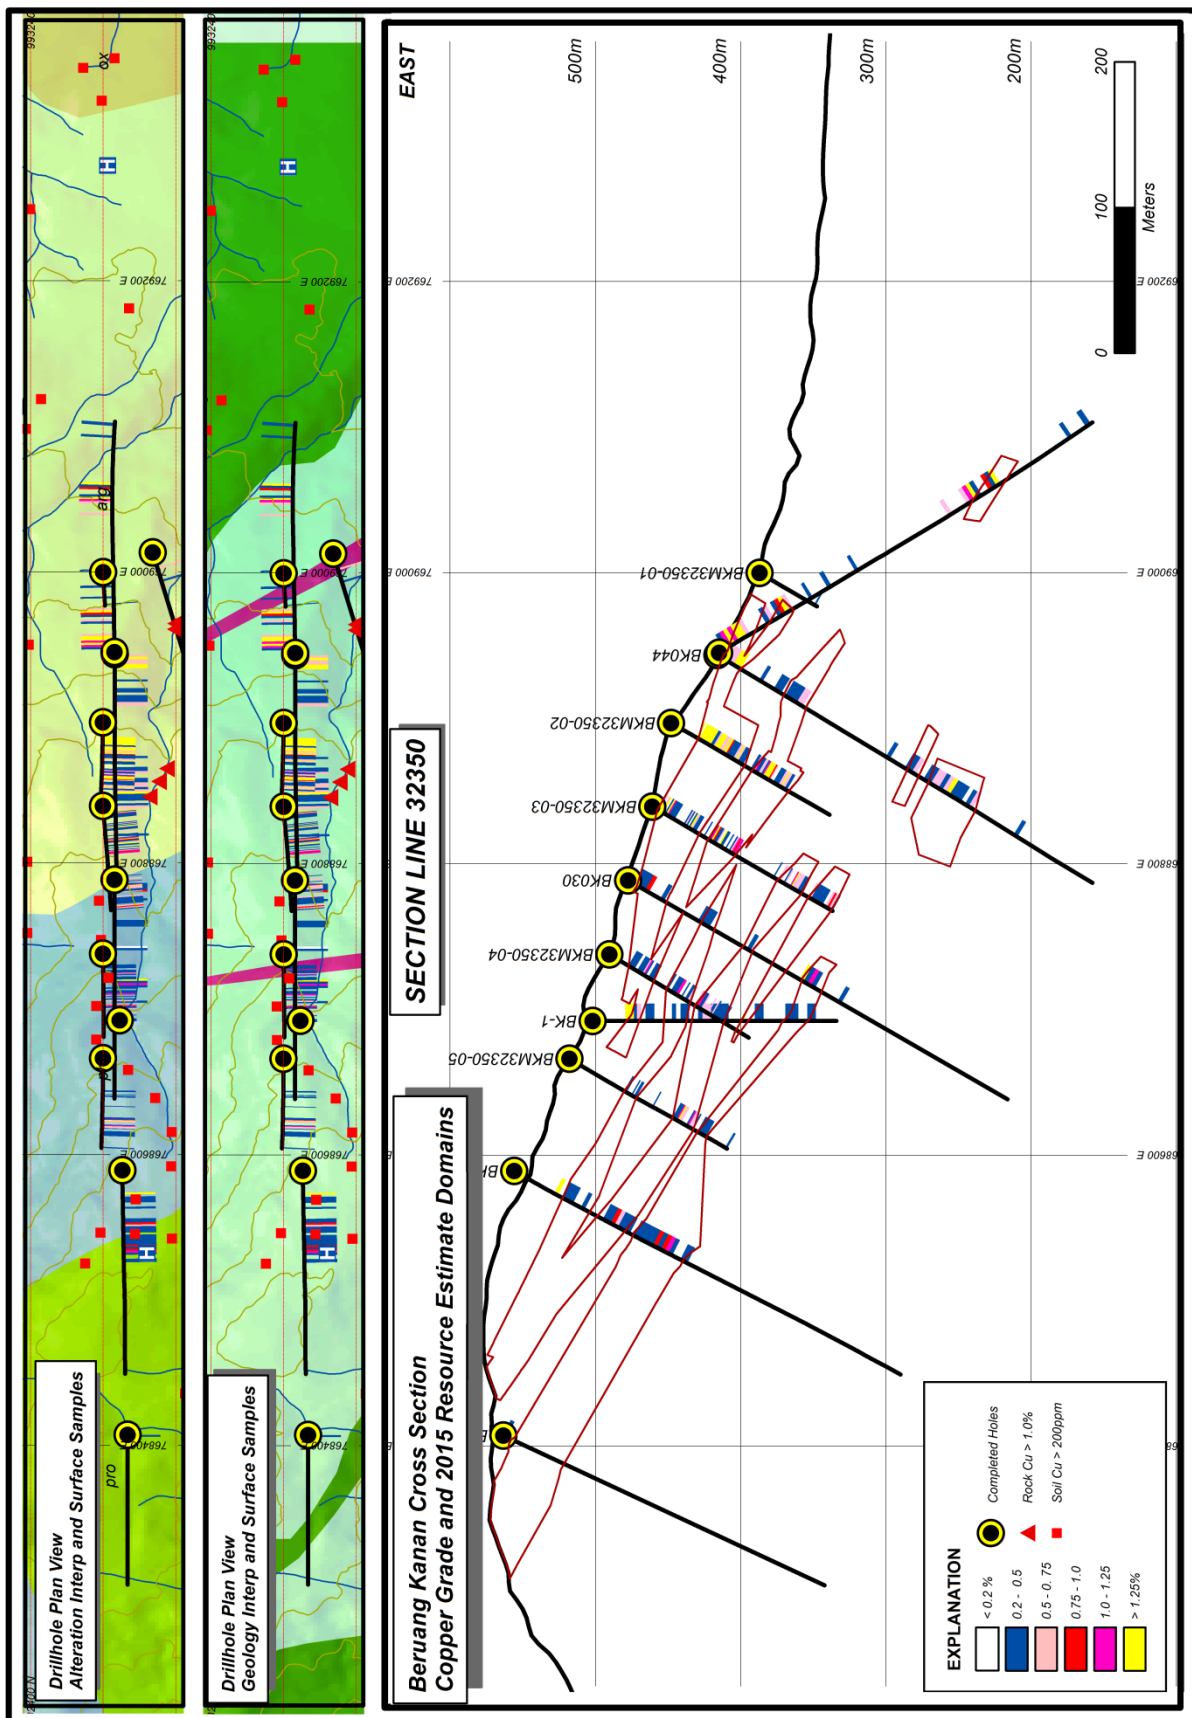 Drillhole Plan View
Alteration Interp and Surface Samples
pro
arg
ox
H
H
768400 E
768600 E
768800 E
769000 E
769200 E
Drillhole Plan View
Geology Interp and Surface Samples
H
H
768400 E
768600 E
768800 E
769000 E
769200 E
Beruang Kanan Cross Section
Copper Grade and 2015 Resource Estimate Domains
SECTION LINE 32350
EAST
500m
400m
300m
200m
BKM32350-05
BK-1
BKM32350-04
BK030
BKM32350-03
BKM32350-02
BK044
BKM32350-01
EXPLANATION
< 0.2 %
0.2 - 0.5
0.5 - 0.75
0.75 - 1.0
1.0 - 1.25
> 1.25%
Completed Holes
Rock Cu > 1.0%
Soil Cu > 200ppm
0
100
200
Meters